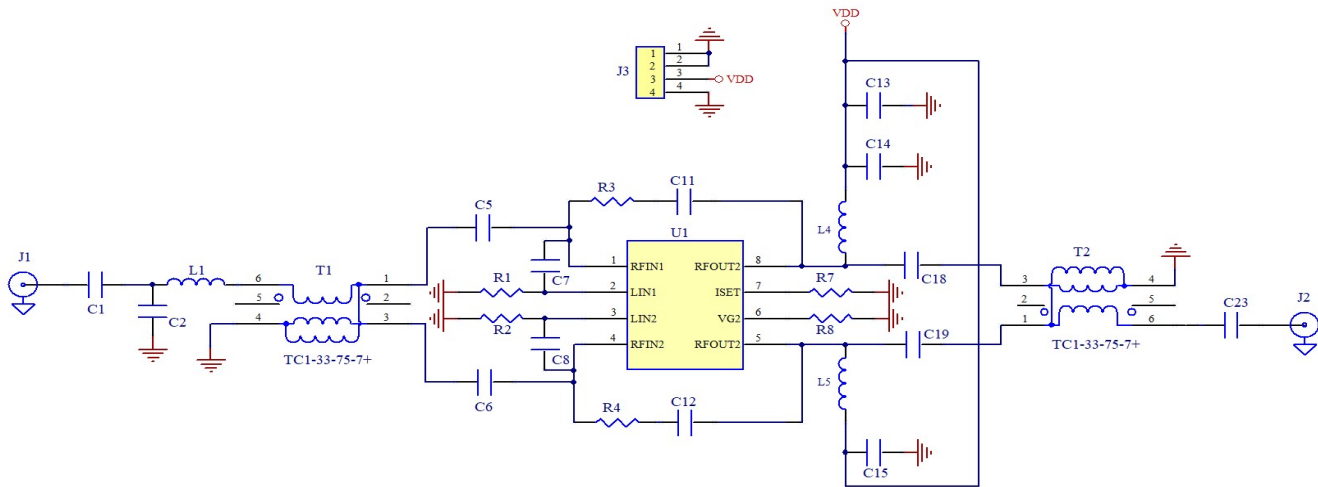 VDD
J3
1
2
3
4
1
2
3
4
VDD
C13
C14
R3
C11
C5
U1
L4
J1
C1
C2
L1
6
5
4
T1
1
2
3
TC1-33-75-7+
C7
R1
R2
C8
C6
1
2
3
4
RFIN1
LIN1
LIN2
RFIN2
RFOUT2
ISET
VG2
RFOUT2
8
7
6
5
R7
R8
C18
C19
T2
3
2
1
4
5
6
TC1-33-75-7+
C23
J2
L5
R4
C12
C15